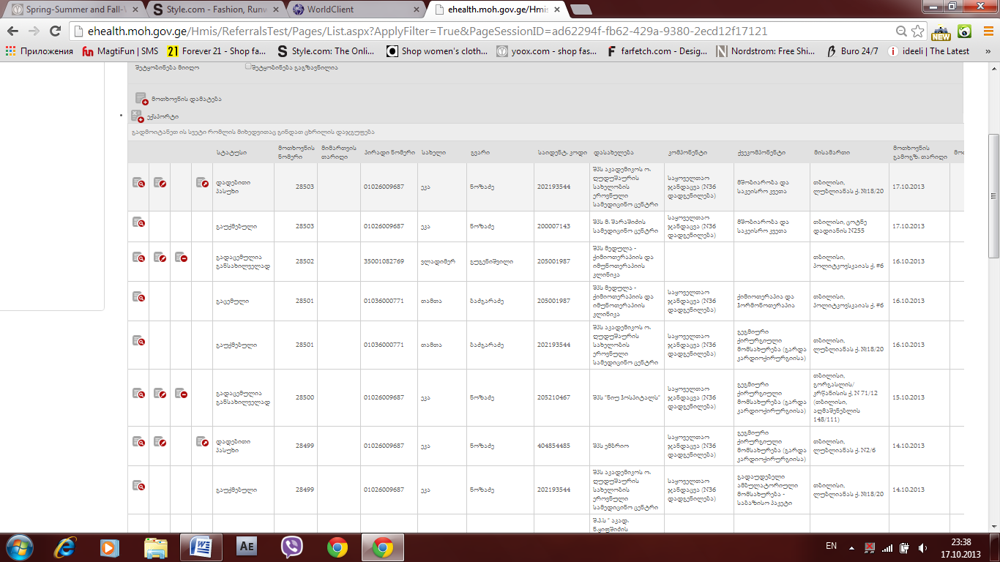 Spring-Summer and Fall-W
Style.com - Fashion, Runw
WorldClient
ehealth.moh.gov.ge/Hmis
ehealth.moh.gov.ge/Hmis/ReferralsTest/Pages/List.aspx?ApplyFilter=True&PageSessionID=ad62294f-fb62-429a-9380-2ecd12f17121
NEW
Приложения
MagtiFun | SMS
Forever 21 - Shop fa...
Style.com: The Onli...
Shop women's cloth...
yoox.com - shop fas...
farfetch.com - Desig...
Nordstrom: Free Shi...
Buro 24/7
ideeli | The Latest
»
შეტყობინება მიიღო
შეტყობინება გაგზავნილია
მოთხოვნის დამატება
ექსპორტი
გადმოიტანეთ ის სვეტი რომლის მიხედვითაც გინდათ ცხრილის დაჯგუფება
სტატუსი
მოთხოვნის
ნომერი
მიმართვის
თარიღი
პირადი ნომერი
სახელი
გვარი
საიდენტ. კოდი
დასახელება
კომპონენტი
ქვეკომპონენტი
მისამართი
მოთხოვნის
გამოგზ. თარიღი
მოთ
დადებითი
პასუხი
28503
01026009687
ეკა
ნოზაძე
202193544
შპს აკადემიკოს ო.
ღუდუშაურის
სახელობის
ეროვნული
სამედიცინო ცენტრი
საყოველთაო
ჯანდაცვა (N36
დადგენილება)
მშობიარობა და
საკეისრო კვეთა
თბილისი,
ლუბლიანას ქ. №18/20
17.10.2013
გაუქმებული
28503
01026009687
ეკა
ნოზაძე
200007143
შპს მ. შარაშიძის
სამედიცინო ცენტრი
საყოველთაო
ჯანდაცვა (N36
დადგენილება)
მშობიარობა და
საკეისრო კვეთა
თბილისი, ცოტნე
დადიანის N255
17.10.2013
გადაცემულია
განსახილველად
28502
35001082769
ვლადიმერ
გუგენიშვილი
205001987
შპს მედულა -
ქიმიოთერაპიის და
იმუნოთერაპიის
კლინიკა
თბილისი,
პოლიტკოვსკაიას ქ. #6
16.10.2013
გაცემული
28501
01036000771
თამთა
ბაძგარაძე
205001987
შპს მედულა -
ქიმიოთერაპიის და
იმუნოთერაპიის
კლინიკა
საყოველთაო
ჯანდაცვა (N36
დადგენილება)
ქიმიოთერაპია და
ჰორმონოთერაპია
თბილისი,
პოლიტკოვსკაიას ქ. #6
16.10.2013
გაუქმებული
28501
01036000771
თამთა
ბაძგარაძე
202193544
შპს აკადემიკოს ო.
ღუდუშაურის
სახელობის
ეროვნული
სამედიცინო ცენტრი
საყოველთაო
ჯანდაცვა (N36
დადგენილება)
გეგმიური
ქირურგიული
მომსახურება (გარდა
კარდიოქირურგიისა)
თბილისი,
ლუბლიანას ქ. №18/20
16.10.2013
გადაცემულია
განსახილველად
28500
01026009687
ეკა
ნოზაძე
205210467
შპს "ნიუ ჰოსპიტალს"
საყოველთაო
ჯანდაცვა (N36
დადგენილება)
გეგმიური
ქირურგიული
მომსახურება (გარდა
კარდიოქირურგიისა)
თბილისი,
გორგასლის/
კრწანისის ქ. N 71/12
(თბილისი,
აღმაშენებლის
148/111)
15.10.2013
დადებითი
პასუხი
28499
01026009687
ეკა
ნოზაძე
404854485
შპს ემბრიო
საყოველთაო
ჯანდაცვა (N36
დადგენილება)
გეგმიური
ქირურგიული
მომსახურება (გარდა
კარდიოქირურგიისა)
თბილისი,
ლუბლიანას ქ. N2/6
14.10.2013
გაუქმებული
28499
01026009687
ეკა
ნოზაძე
202193544
შპს აკადემიკოს ო.
ღუდუშაურის
სახელობის
ეროვნული
სამედიცინო ცენტრი
საყოველთაო
ჯანდაცვა (N36
დადგენილება)
გადაუდებელი
ამბულატორიული
მომსახურება -
საბაზისო პაკეტი
თბილისი,
ლუბლიანას ქ. №18/20
14.10.2013
შ.პ.ს " აკად.
ნ.ყიფშიძის
AE
EN
23:38
17.10.2013